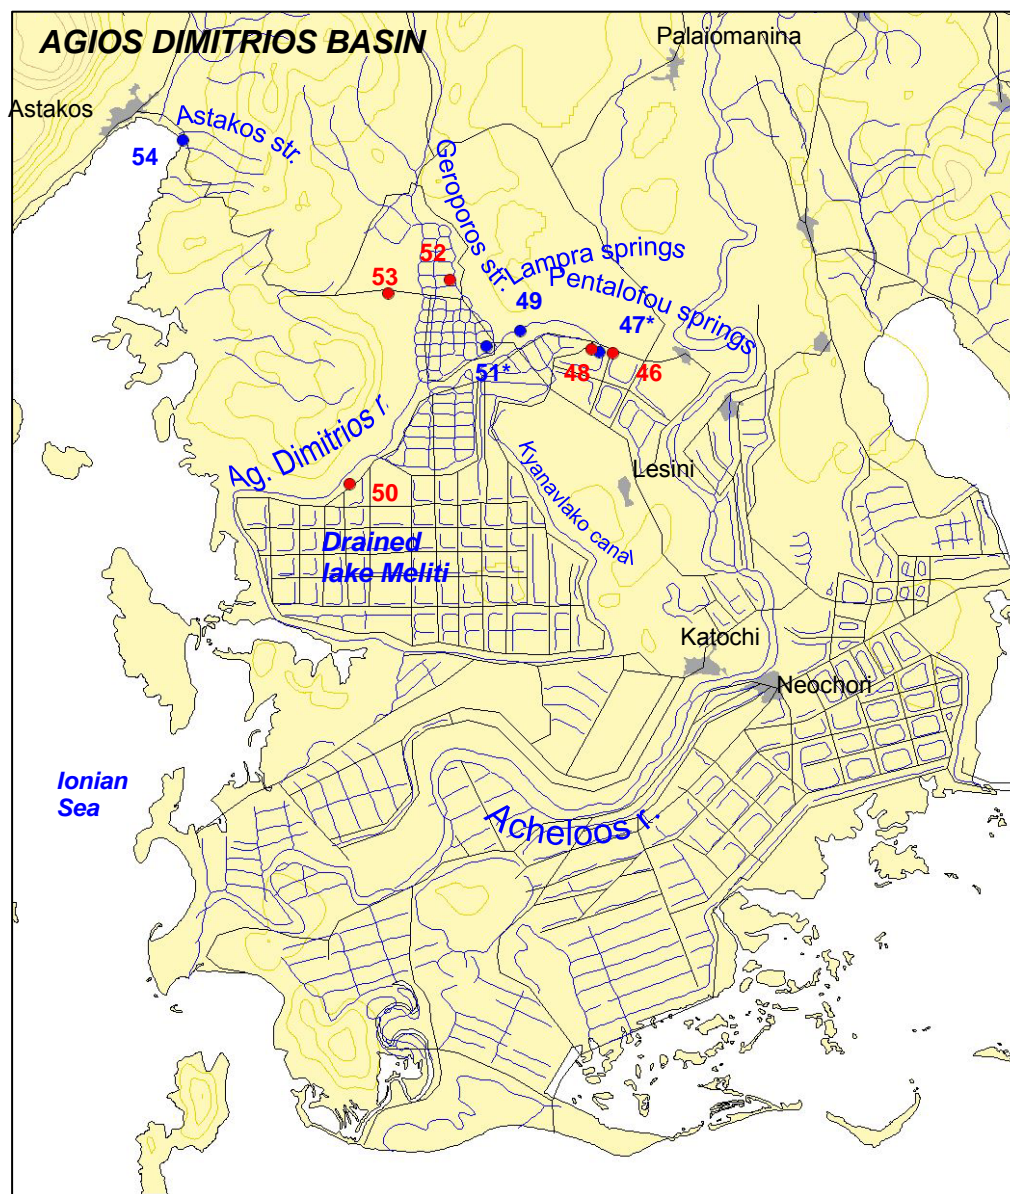 AGIOS DIMITRIOS BASIN
Palaiomanina
Astakos
Astakos str.
54
Geroporos str.
Lampra springs
Pentalofou springs
52
53
49
47*
51*
48
46
Ag. Dimitrios r.
50
Kyanavlako canal
Lesini
Drained
lake Meliti
Katochi
Neochori
Ionian
Sea
Acheloos r.